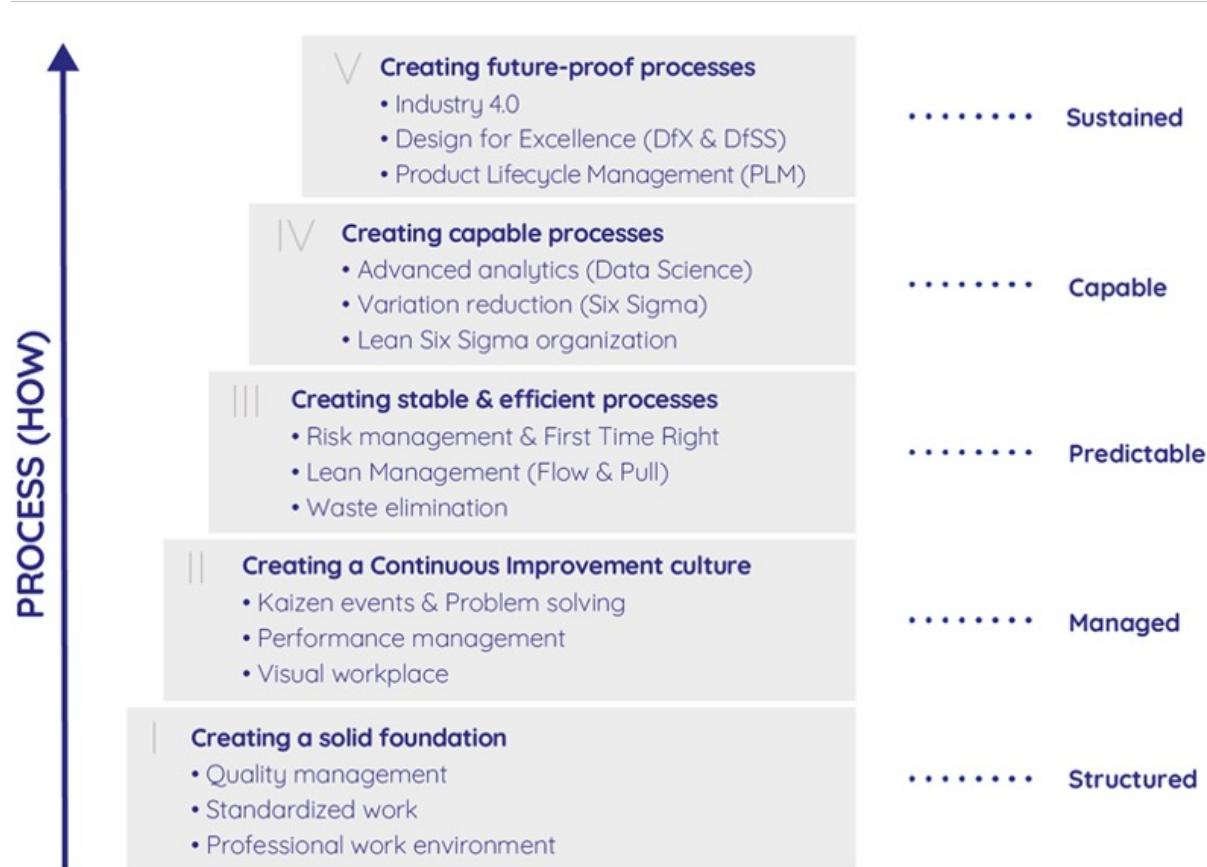 V Creating future-proof processes
• Industry 4.0
• Design for Excellence (DfX & DfSS)
• Product Lifecycle Management (PLM)
Sustained
IV Creating capable processes
• Advanced analytics (Data Science)
• Variation reduction (Six Sigma)
• Lean Six Sigma organization
Capable
III Creating stable & efficient processes
• Risk management & First Time Right
• Lean Management (Flow & Pull)
• Waste elimination
Predictable
II Creating a Continuous Improvement culture
• Kaizen events & Problem solving
• Performance management
• Visual workplace
Managed
I Creating a solid foundation
• Quality management
• Standardized work
• Professional work environment
Structured
PROCESS (HOW)